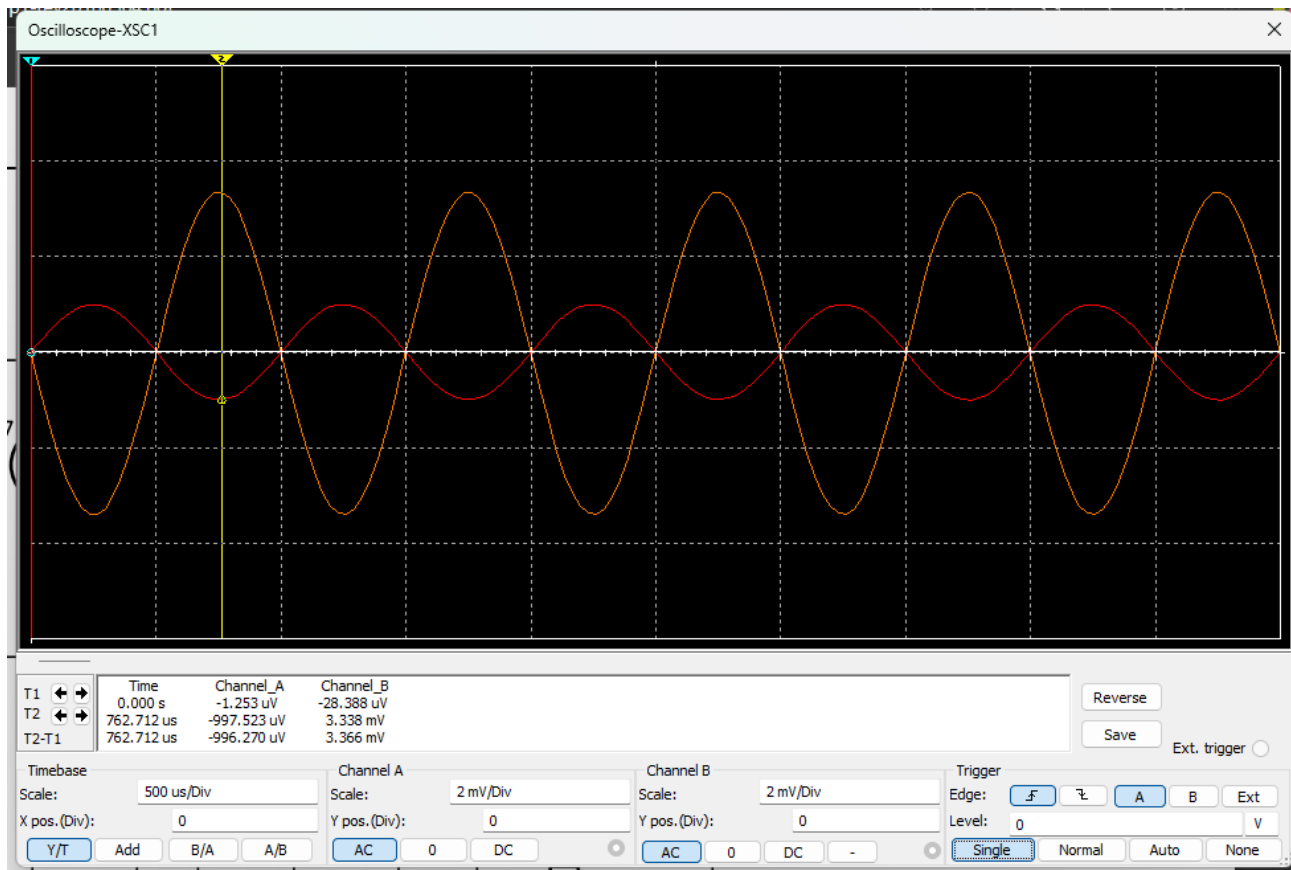 Oscilloscope-XSC1
1
2
Time Channel_A Channel_B
T1 0.000 s -1.253 uV -28.388 uV
T2 762.712 us -997.523 uV 3.338 mV
T2-T1 762.712 us -996.270 uV 3.366 mV
Reverse
Save
Ext. trigger
Timebase
Scale: 500 us/Div
X pos.(Div): 0
Y/T Add B/A A/B
Channel A
Scale: 2 mV/Div
Y pos.(Div): 0
AC 0 DC
Channel B
Scale: 2 mV/Div
Y pos.(Div): 0
AC 0 DC -
Trigger
Edge: A B Ext
Level: 0 V
Single Normal Auto None